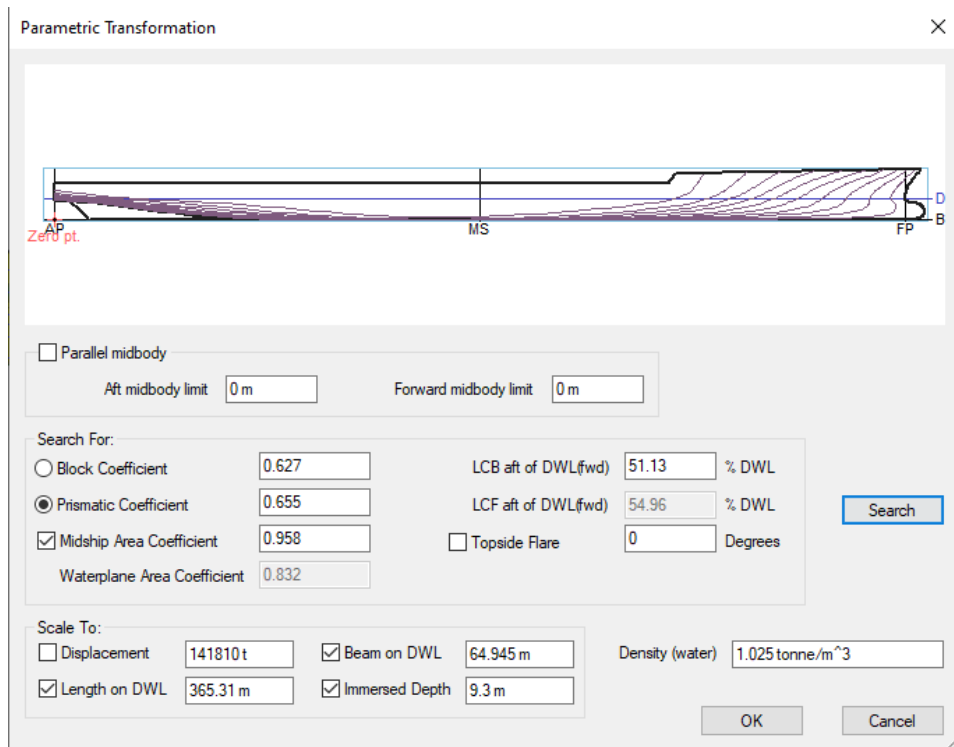 Parametric Transformation
D
B
AP
MS
FP
Zero pt.
Parallel midbody
Aft midbody limit 0 m Forward midbody limit 0 m
Search For:
Block Coefficient 0.627 LCB aft of DWL(fwd) 51.13 % DWL
Prismatic Coefficient 0.655 LCF aft of DWL(fwd) 54.96 % DWL
Search
Midship Area Coefficient 0.958 Topside Flare 0 Degrees
Waterplane Area Coefficient 0.832
Scale To:
Displacement 141810 t Beam on DWL 64.945 m Density (water) 1.025 tonne/m^3
Length on DWL 365.31 m Immersed Depth 9.3 m
OK Cancel